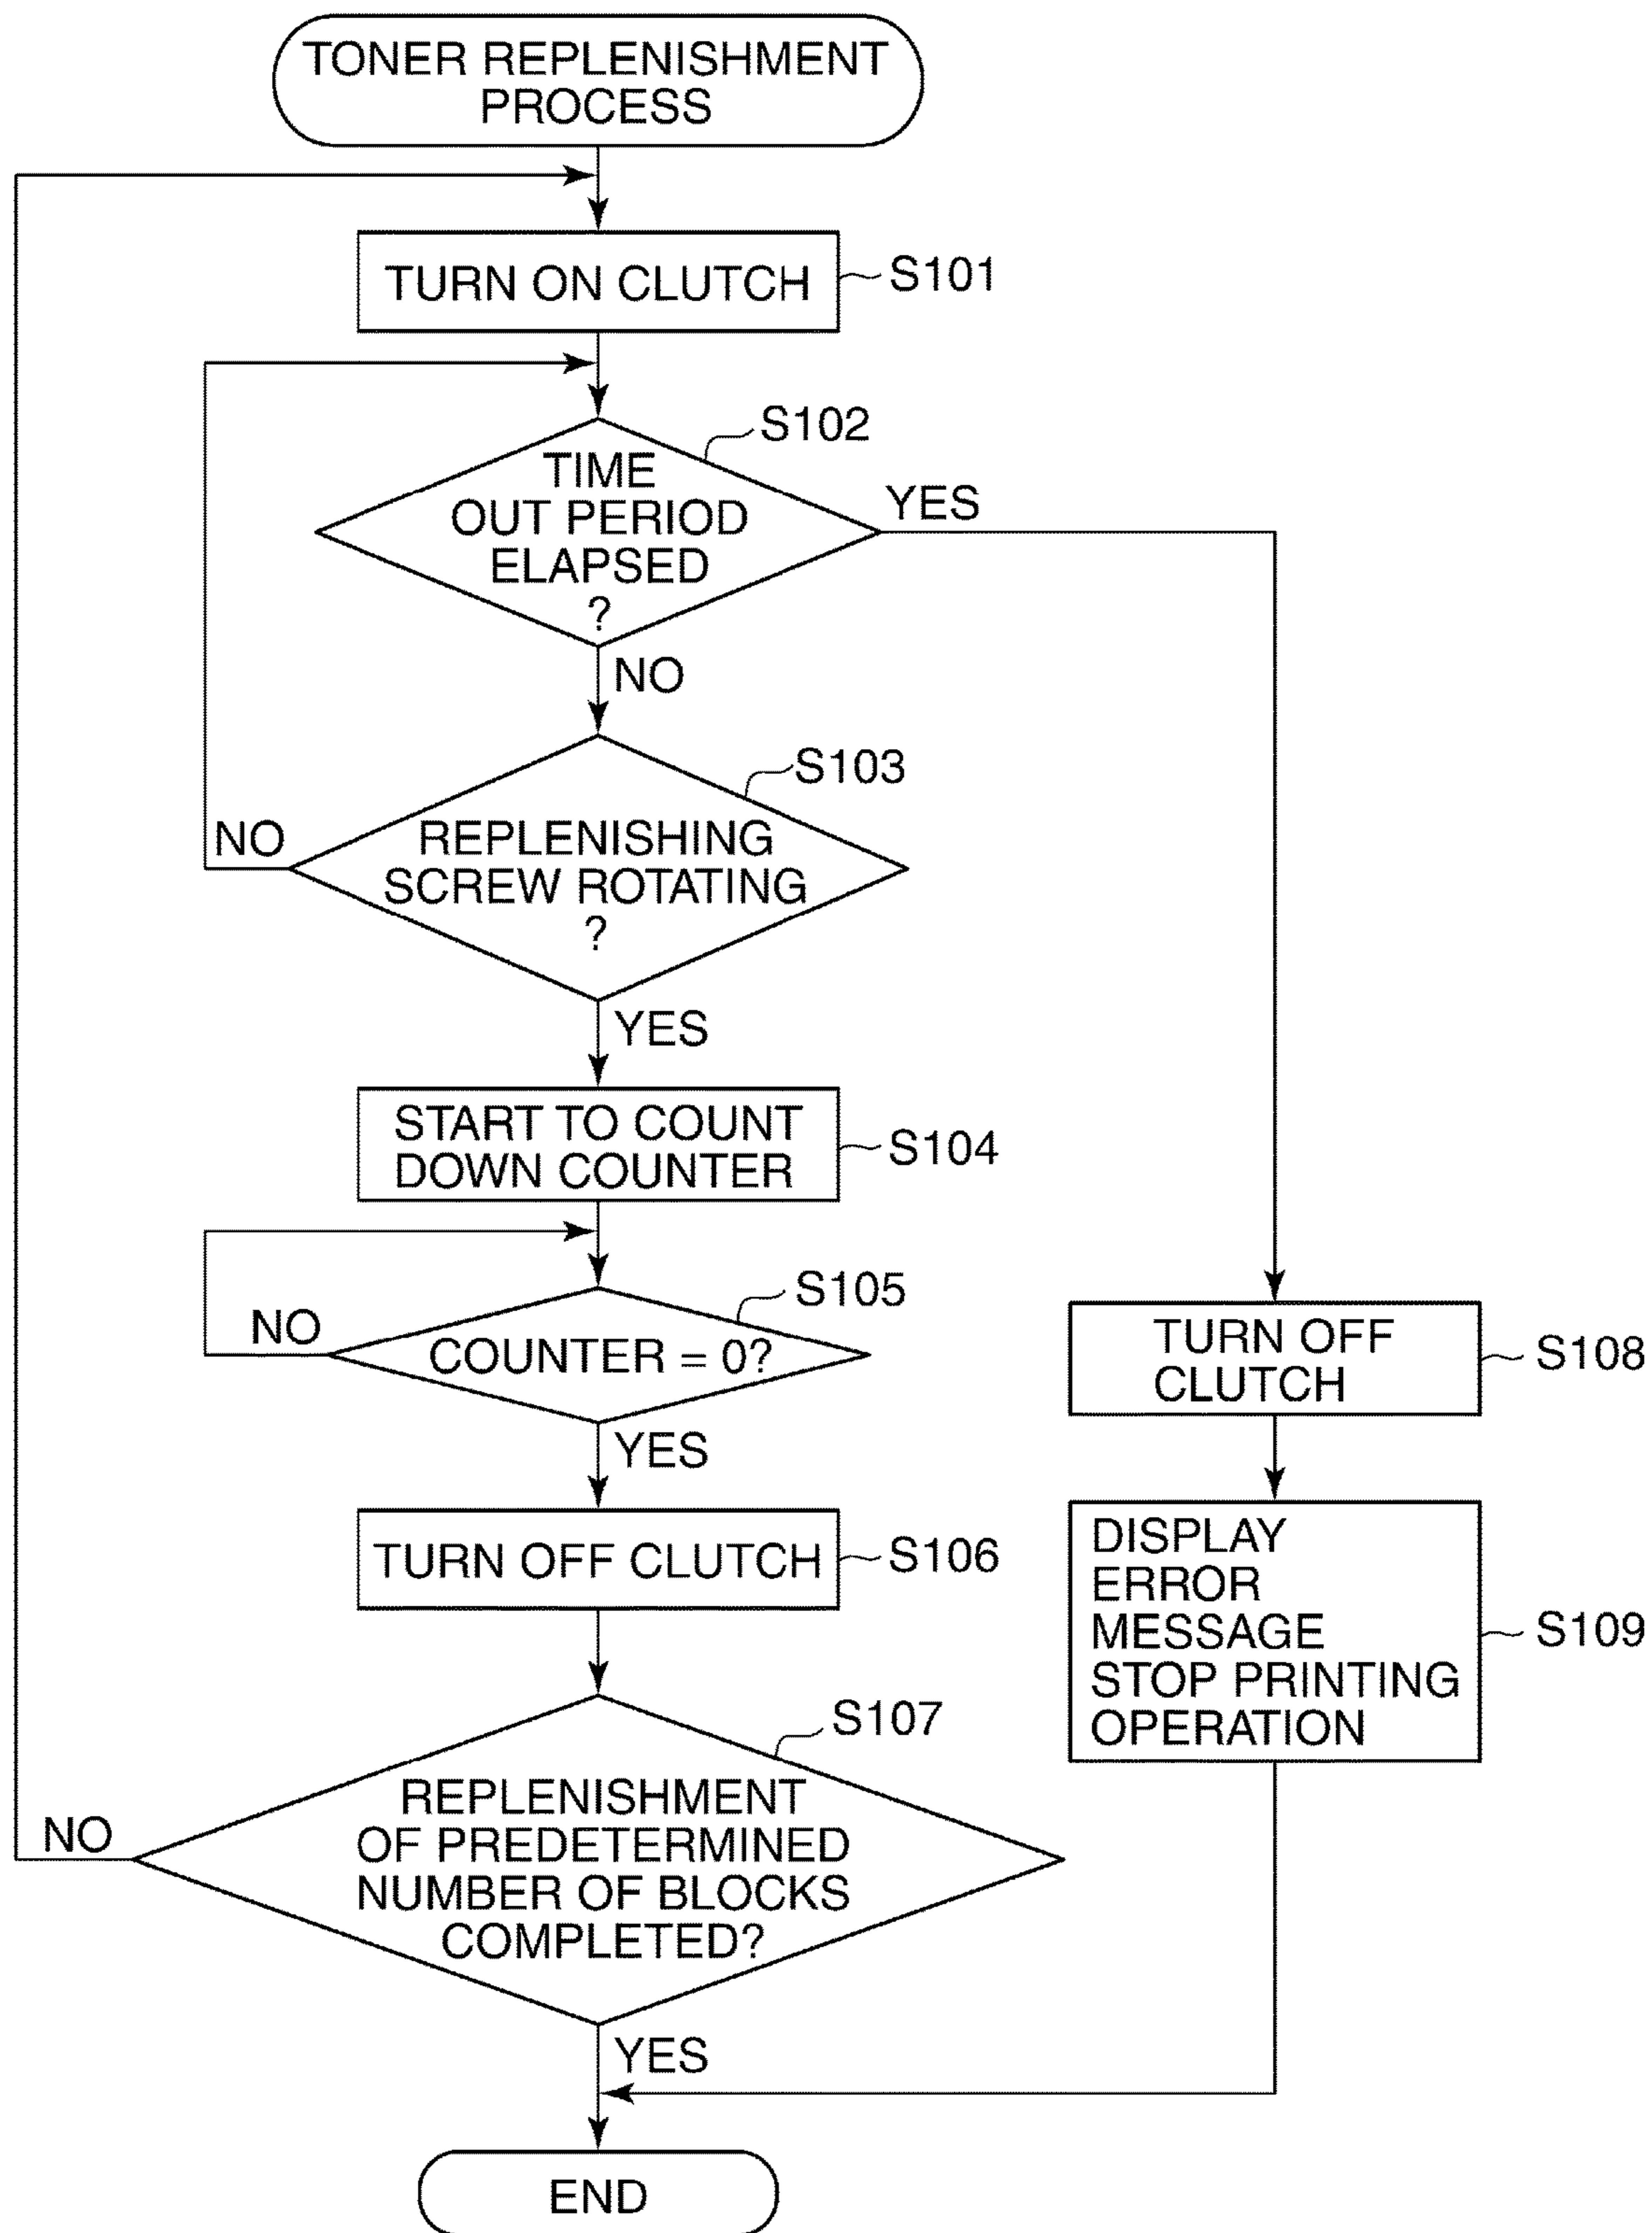 TONER REPLENISHMENT
PROCESS
TURN ON CLUTCH
S101
S102
TIME
OUT PERIOD
ELAPSED
?
YES
NO
S103
REPLENISHING
SCREW ROTATING
?
NO
YES
START TO COUNT
DOWN COUNTER
S104
S105
COUNTER = 0?
NO
YES
TURN OFF CLUTCH
S106
S107
REPLENISHMENT
OF PREDETERMINED
NUMBER OF BLOCKS
COMPLETED?
NO
YES
TURN OFF
CLUTCH
S108
DISPLAY
ERROR
MESSAGE
STOP PRINTING
OPERATION
S109
END